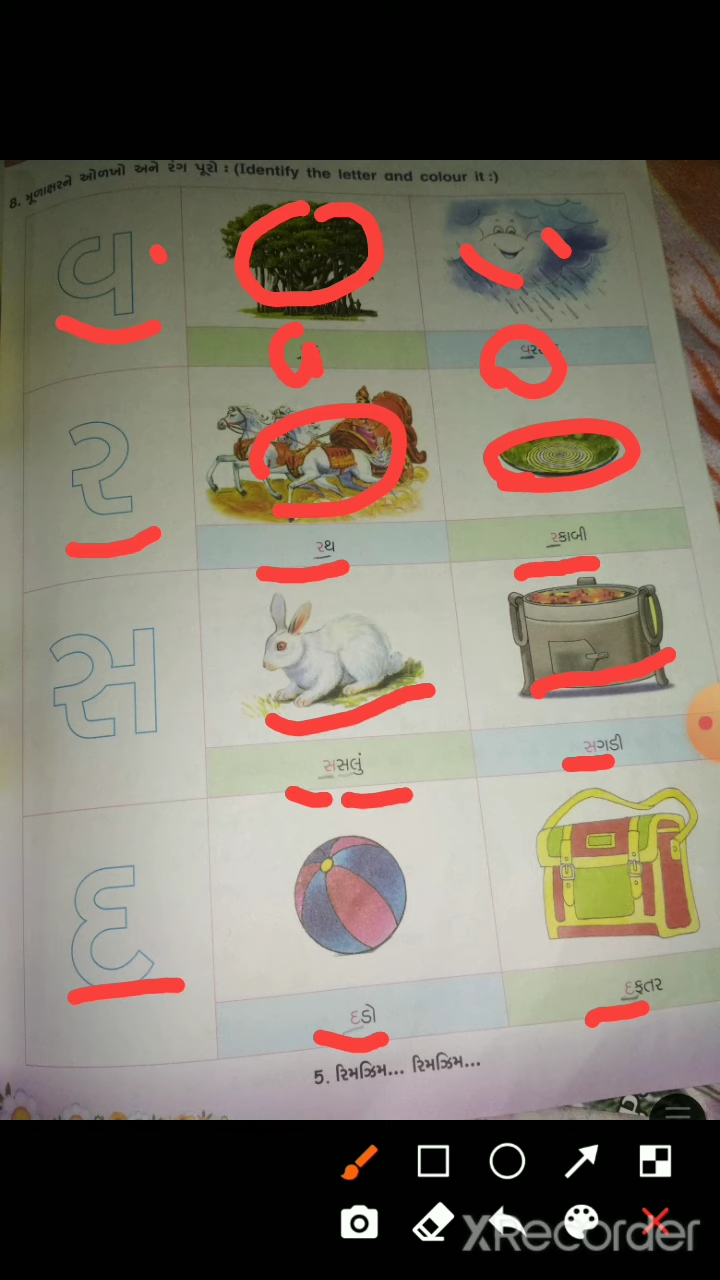 8. મૂળાક્ષરને ઓળખો અને રંગ પૂરો : (Identify the letter and colour it :)
વ
ર
રથ
રકાબી
સ
સસલું
સગડી
દ
દડો
દફતર
5. રિમઝિમ... રિમઝિમ...
XRecorder